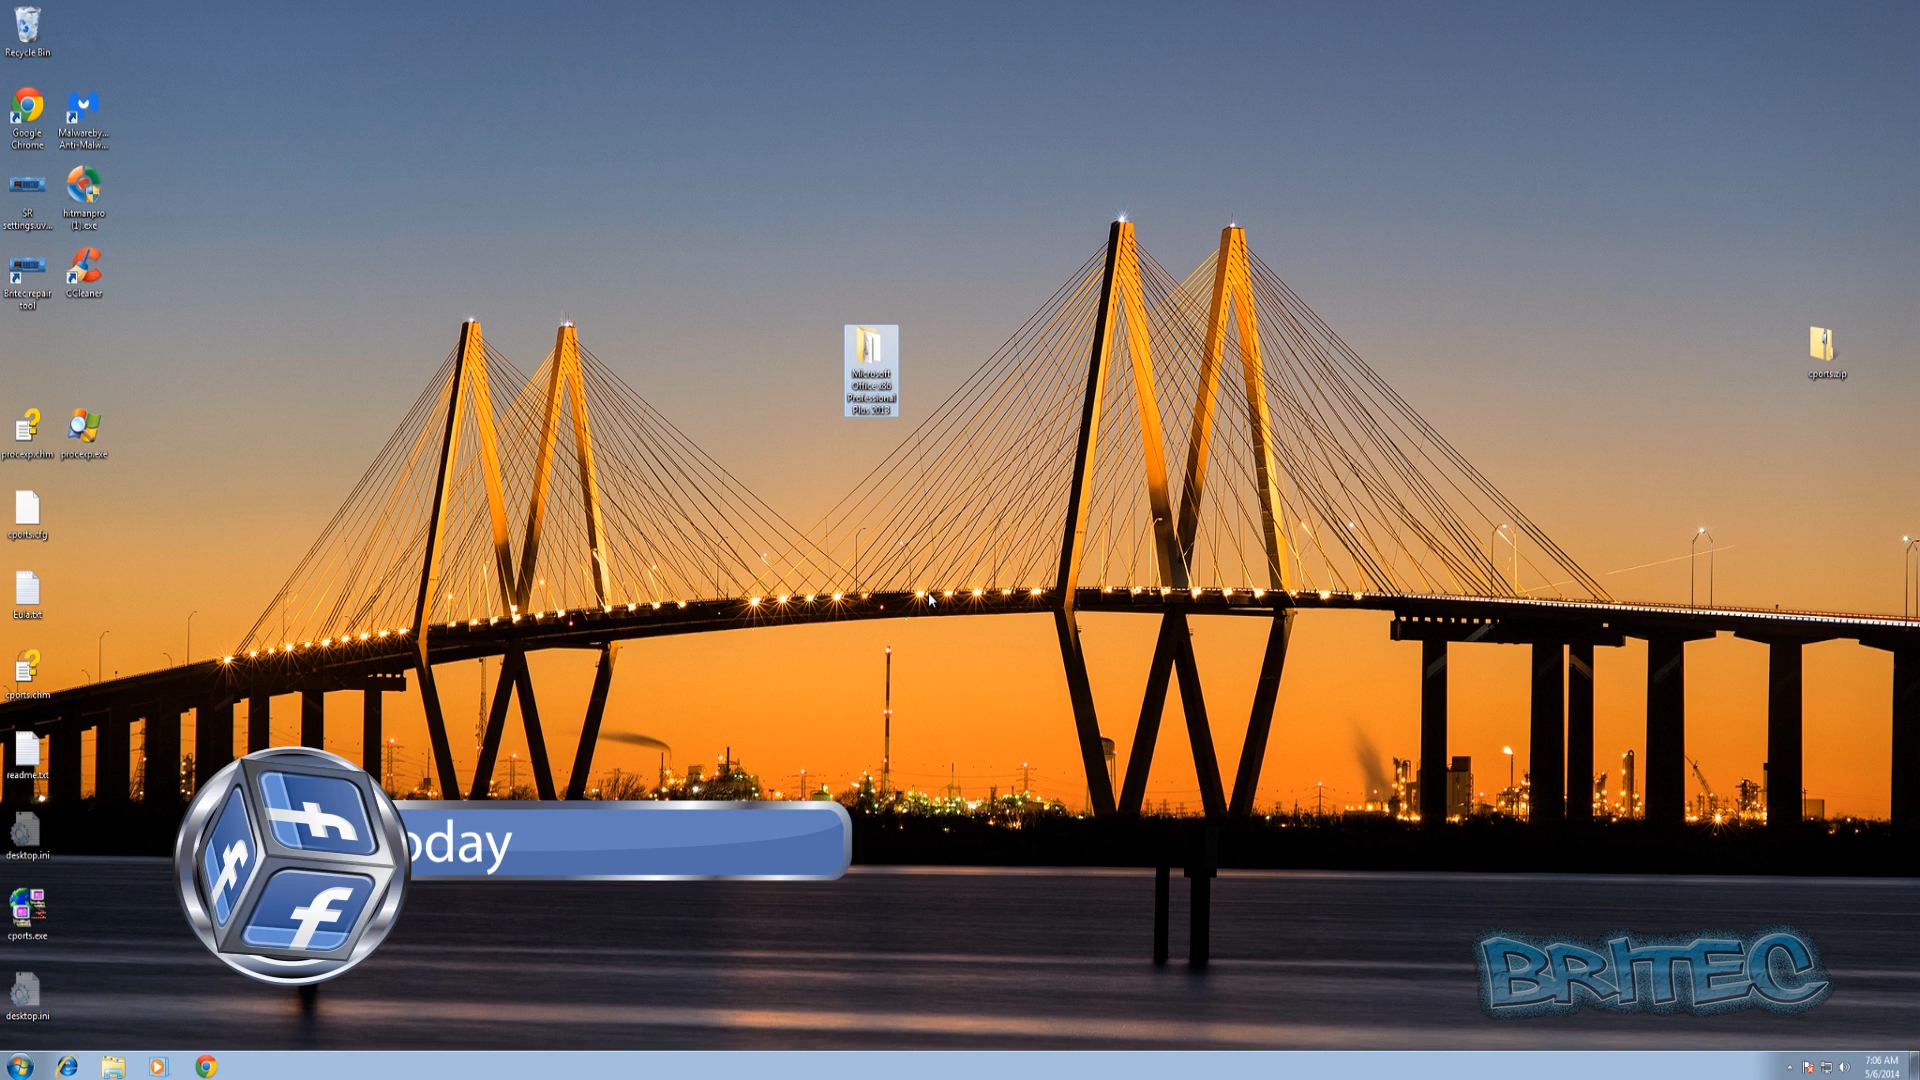 Recycle Bin
Google
Chrome
Malwareby...
Anti-Malw...
SR
settings.uv...
hitmanpro
(1).exe
Britec repair
tool
CCleaner
Microsoft
Office x86
Professional
Plus 2013
cports.zip
procexp.chm
procexp.exe
cports.cfg
Eula.txt
cports.chm
readme.txt
desktop.ini
oday
cports.exe
BRITEC
desktop.ini
7:06 AM
5/6/2014